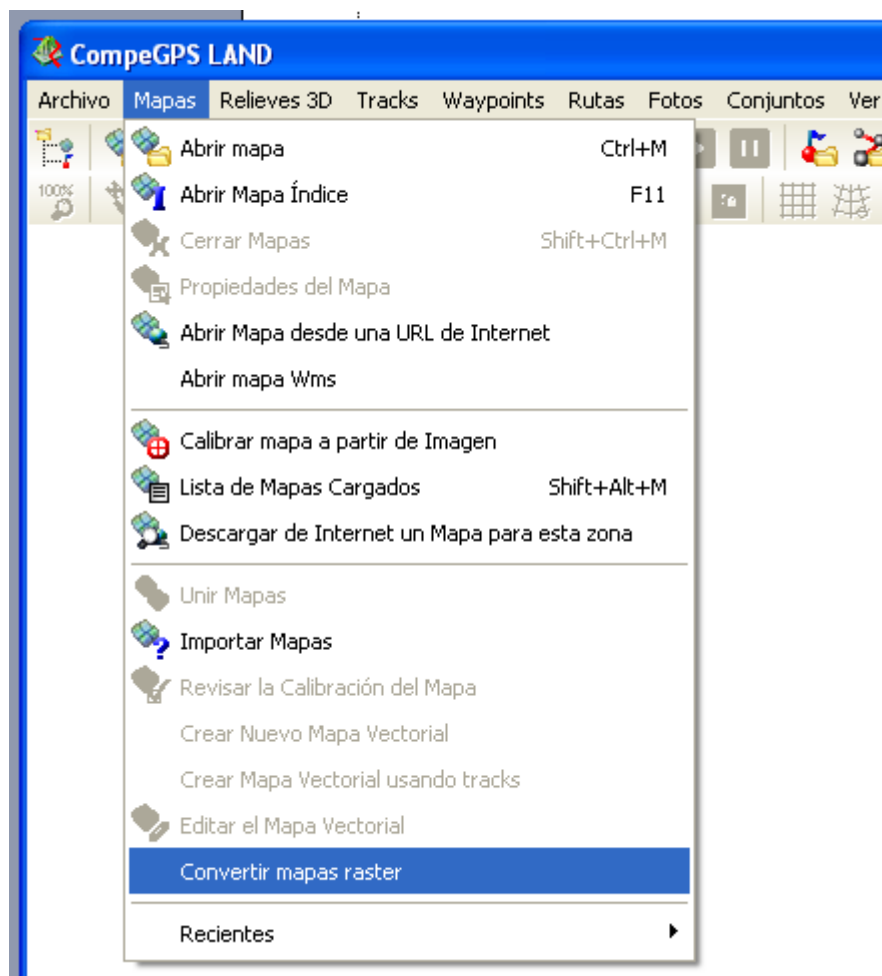 CompeGPS LAND
Archivo Mapas Relieves 3D Tracks Waypoints Rutas Fotos Conjuntos Ver
Abrir mapa Ctrl+M
100%
Abrir Mapa Índice F11
Cerrar Mapas Shift+Ctrl+M
Propiedades del Mapa
Abrir Mapa desde una URL de Internet
Abrir mapa Wms
Calibrar mapa a partir de Imagen
Lista de Mapas Cargados Shift+Alt+M
Descargar de Internet un Mapa para esta zona
Unir Mapas
Importar Mapas
Revisar la Calibración del Mapa
Crear Nuevo Mapa Vectorial
Crear Mapa Vectorial usando tracks
Editar el Mapa Vectorial
Convertir mapas raster
Recientes